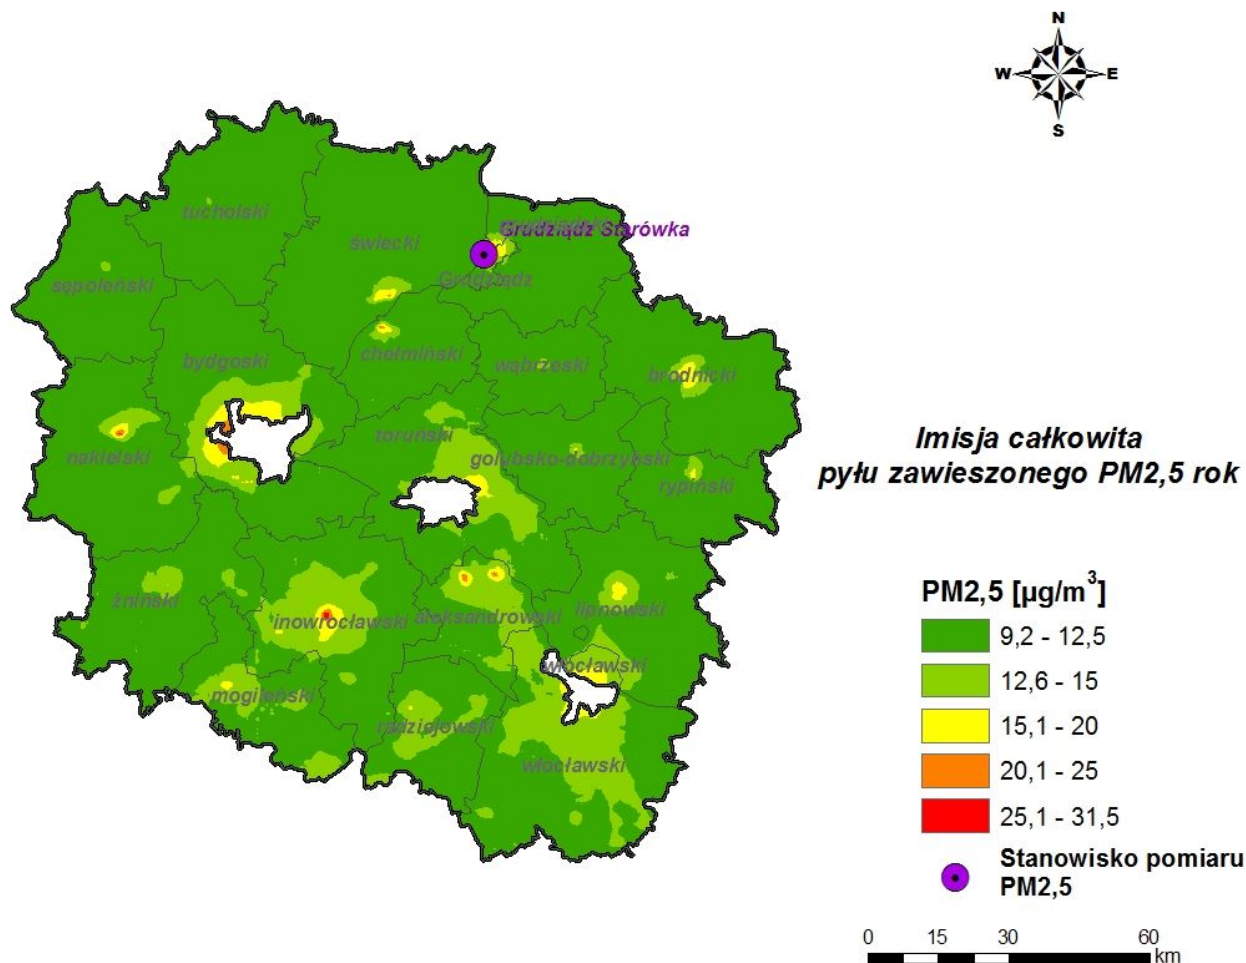 N
W E
S
tucholski
świecki
Grudziądz Starówka
sępoleński
Grudziądz
bydgoski
chełmiński
wąbrzeski
brodnicki
toruński
nakielski
golubsko-dobrzyński
rypiński
Imisja całkowita
pyłu zawieszonego PM2,5 rok
żniński
inowrocławski
aleksandrowski
lipnowski
włocławski
mogileński
radziejowski
włocławski
PM2,5 [µg/m³]
9,2 - 12,5
12,6 - 15
15,1 - 20
20,1 - 25
25,1 - 31,5
Stanowisko pomiaru
PM2,5
0 15 30 60
km